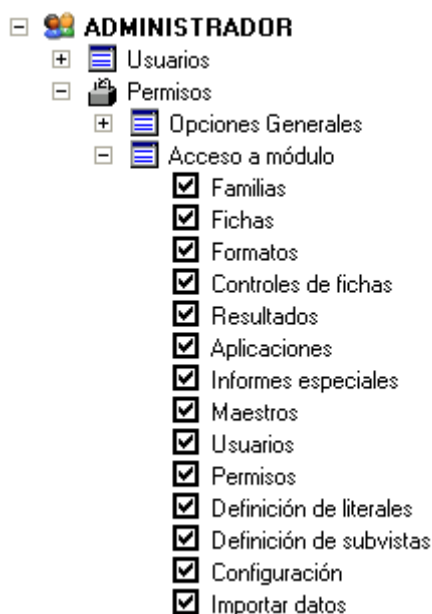 ADMINISTRADOR
Usuarios
Permisos
Opciones Generales
Acceso a módulo
Familias
Fichas
Formatos
Controles de fichas
Resultados
Aplicaciones
Informes especiales
Maestros
Usuarios
Permisos
Definición de literales
Definición de subvistas
Configuración
Importar datos